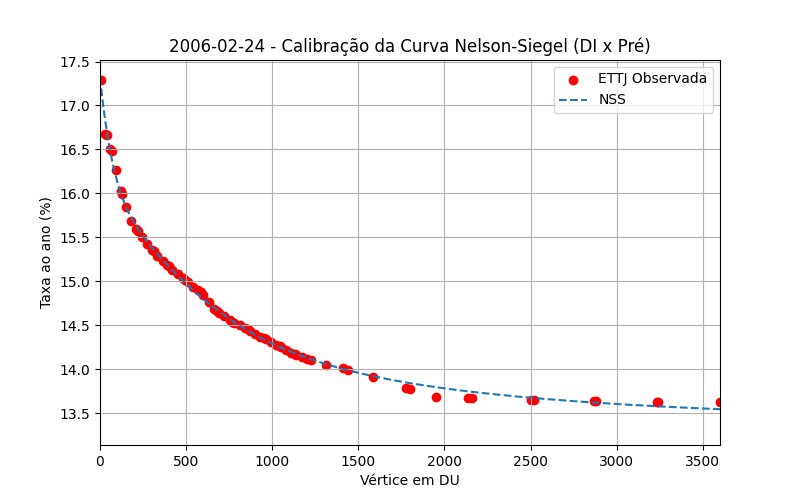 2006-02-24 - Calibração da Curva Nelson-Siegel (DI x Pré)
ETTJ Observada
NSS
Taxa ao ano (%)
17.5
17.0
16.5
16.0
15.5
15.0
14.5
14.0
13.5
0 500 1000 1500 2000 2500 3000 3500
Vértice em DU